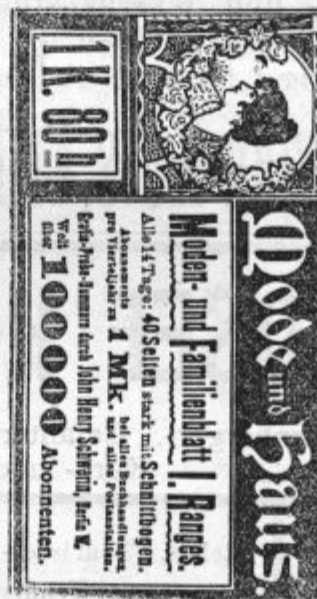 Mode und Haus.
1 K. 80 h
Moden- und Familienblatt I. Ranges.
Alle 14 Tage: 40 Seiten stark mit Schnittbogen.
Abonnements pro Vierteljahr zu 1 Mk. bei allen Buchhandlungen und allen Postanstalten.
Gratis-Probe-Nummern durch John Henry Schwerin, Berlin W.
Weit über 100000 Abonnenten.